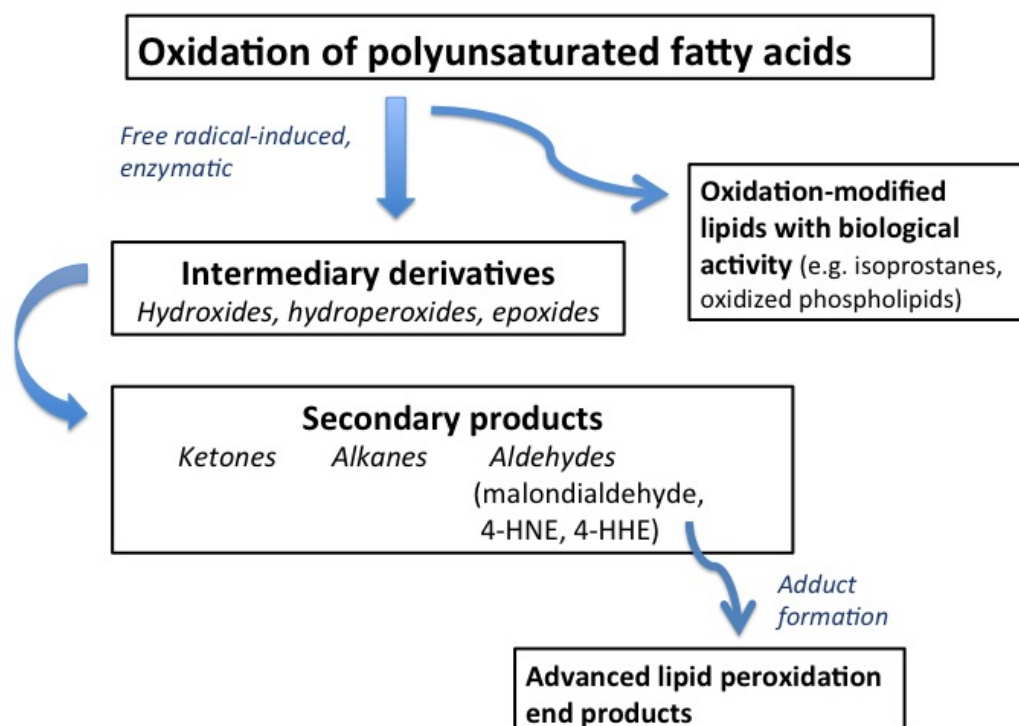 Oxidation of polyunsaturated fatty acids
Free radical-induced,
enzymatic
Oxidation-modified
lipids with biological
activity (e.g. isoprostanes,
oxidized phospholipids)
Intermediary derivatives
Hydroxides, hydroperoxides, epoxides
Secondary products
Ketones Alkanes Aldehydes
(malondialdehyde,
4-HNE, 4-HHE)
Adduct
formation
Advanced lipid peroxidation
end products